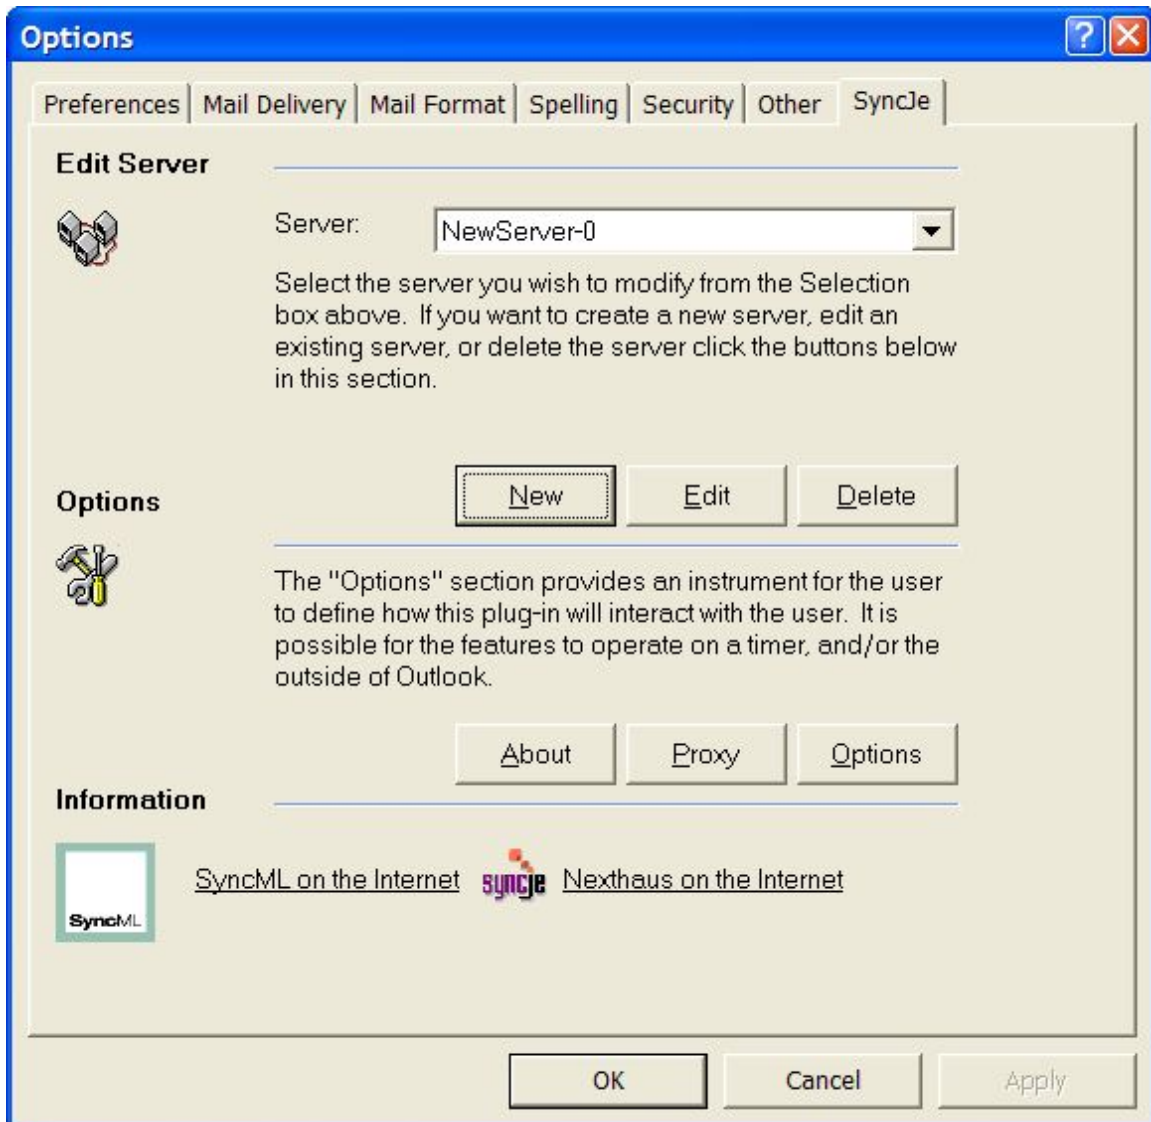 Options
?
Preferences Mail Delivery Mail Format Spelling Security Other SyncJe
Edit Server
Server: NewServer-0
Select the server you wish to modify from the Selection
box above. If you want to create a new server, edit an
existing server, or delete the server click the buttons below
in this section.
New Edit Delete
Options
The "Options" section provides an instrument for the user
to define how this plug-in will interact with the user. It is
possible for the features to operate on a timer, and/or the
outside of Outlook.
About Proxy Options
Information
SyncML SyncML on the Internet syncje Nexthaus on the Internet
OK Cancel Apply